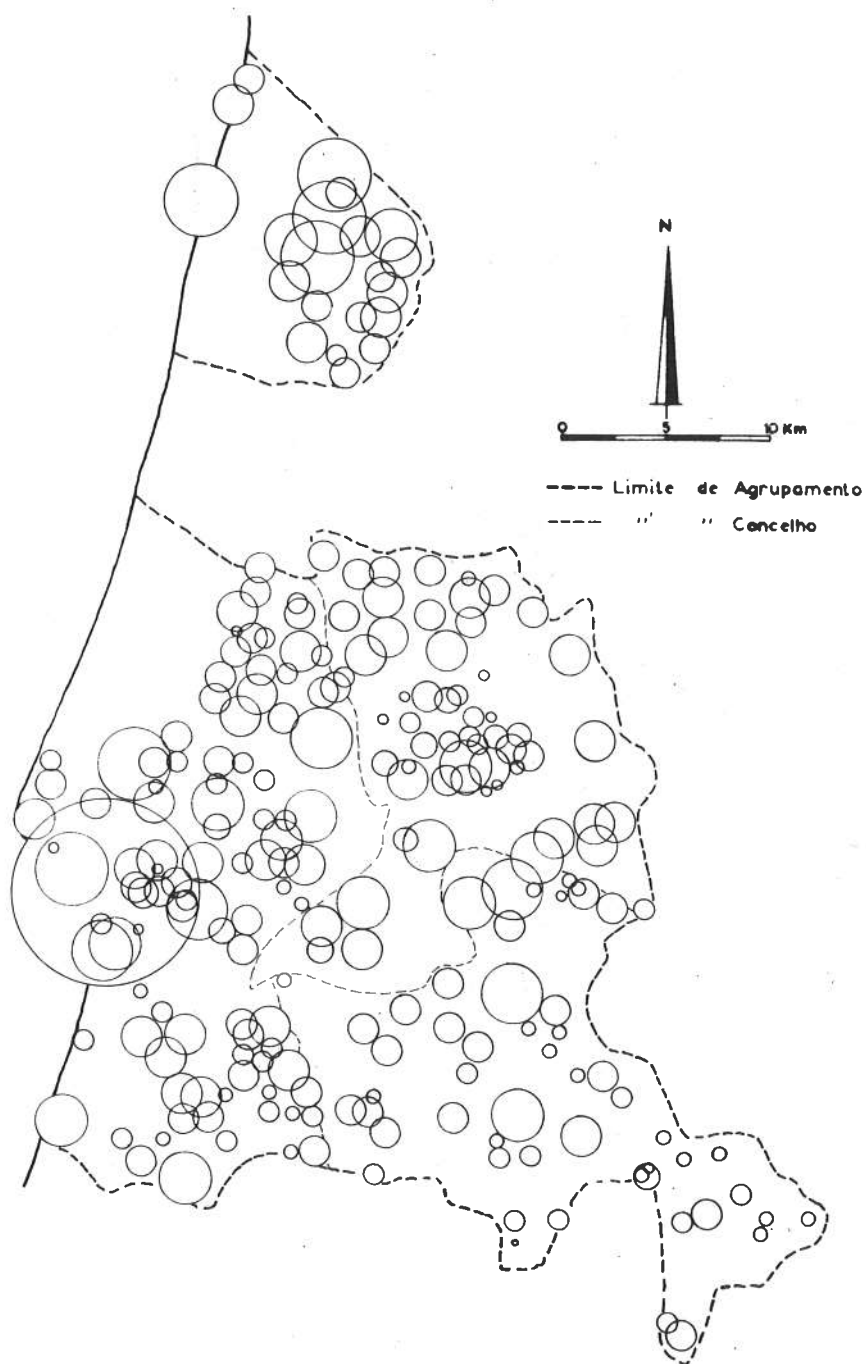 N
0 5 10 Km
---- Limite de Agrupamento
---- '' '' Concelho